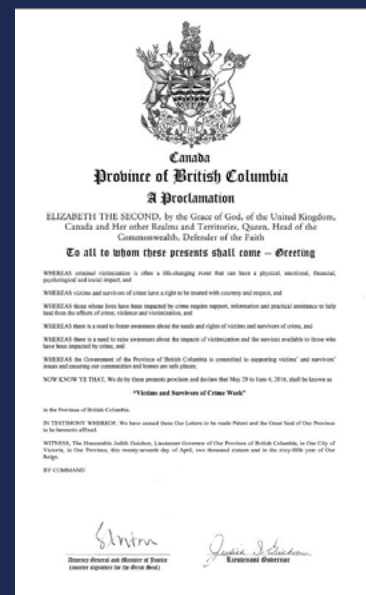 Canada
Province of British Columbia
A Proclamation
ELIZABETH THE SECOND, by the Grace of God, of the United Kingdom,
Canada and Her other Realms and Territories, Queen, Head of the
Commonwealth, Defender of the Faith
To all to whom these presents shall come – Greeting
WHEREAS criminal victimization is often a life-changing event that can have a physical, emotional, financial,
psychological and social impact, and
WHEREAS victims and survivors of crime have a right to be treated with courtesy and respect, and
WHEREAS those whose lives have been impacted by crime require support, information and practical assistance to help
heal from the effects of crime, violence and victimization, and
WHEREAS there is a need to foster awareness about the needs and rights of victims and survivors of crime, and
WHEREAS there is a need to raise awareness about the impacts of victimization and the services available to those who
have been impacted by crime, and
WHEREAS the Government of the Province of British Columbia is committed to supporting victims' and survivors'
issues and ensuring our communities and homes are safe places;
NOW KNOW YE THAT, We do by these presents proclaim and declare that May 29 to June 4, 2016, shall be known as
"Victims and Survivors of Crime Week"
in the Province of British Columbia.
IN TESTIMONY WHEREOF, We have caused these Our Letters to be made Patent and the Great Seal of Our Province
to be hereunto affixed.
WITNESS, The Honourable Judith Guichon, Lieutenant Governor of Our Province of British Columbia, in Our City of
Victoria, in Our Province, this twenty-seventh day of April, two thousand sixteen and in the sixty-fifth year of Our
Reign.
BY COMMAND
Attorney General and Minister of Justice
(counter signature for the Great Seal)
Lieutenant Governor